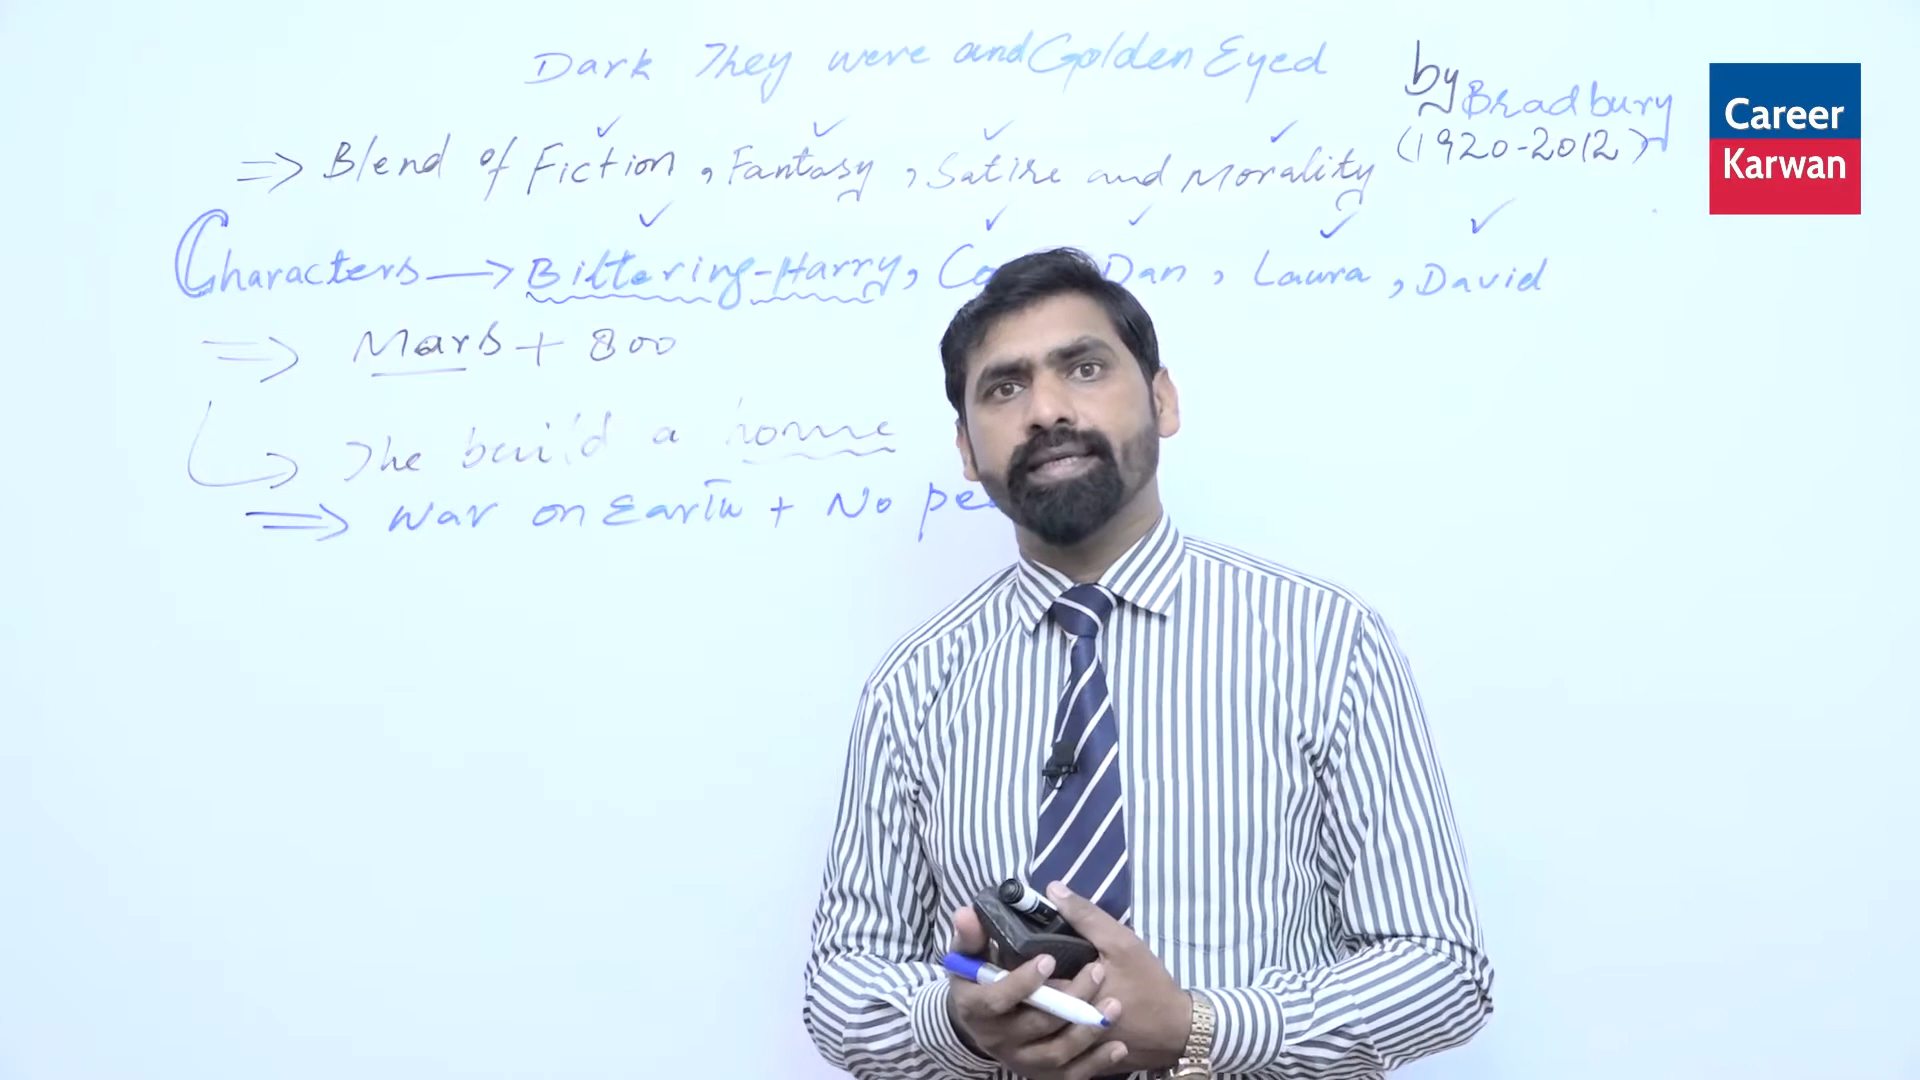 Dark They were and Golden Eyed
by Bradbury
(1920-2012)
⇒ Blend of Fiction, Fantasy, Satire and Morality
Characters → Bittering-Harry, Dan, Laura, David
⇒ Mars + 800
The build a home
⇒ War on Earth + No
Career
Karwan